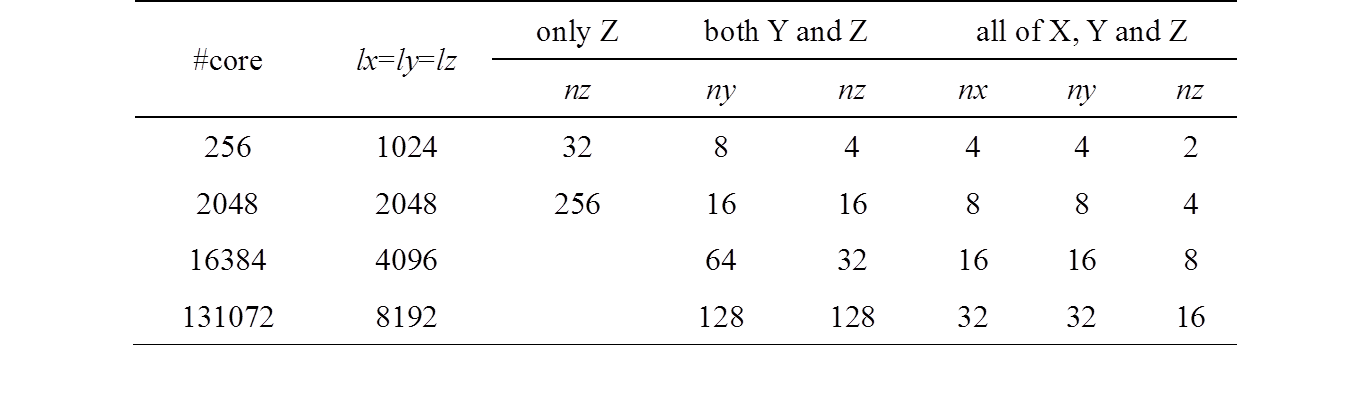 only Z both Y and Z all of X, Y and Z
#core lx=ly=lz
nz ny nz nx ny nz
256 1024 32 8 4 4 4 2
2048 2048 256 16 16 8 8 4
16384 4096 64 32 16 16 8
131072 8192 128 128 32 32 16